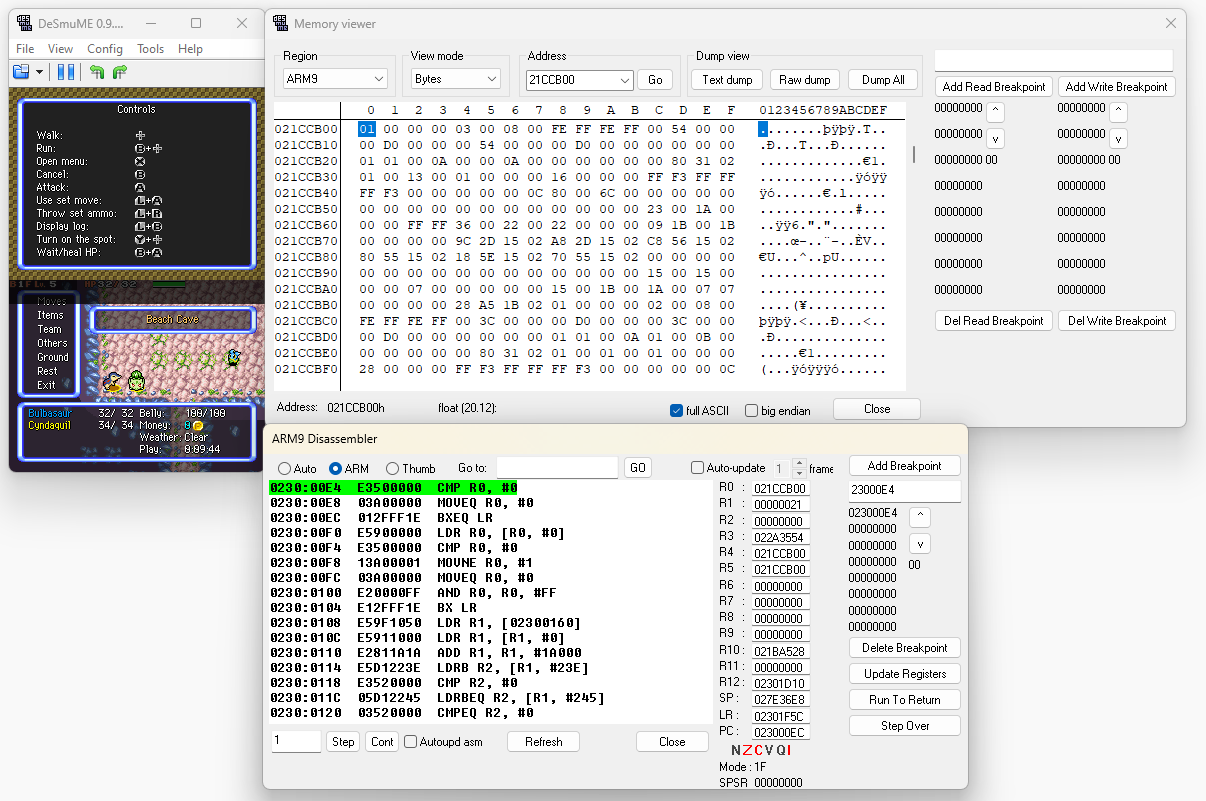 DeSmuME 0.9....
File View Config Tools Help
Controls
Walk:
Run:
Open menu:
Cancel:
Attack:
Use set move:
Throw set ammo:
Display log:
Turn on the spot:
Wait/heal HP:
B1F Lv. 5 HP32/ 32
Moves
Items
Team
Others
Ground
Rest
Exit
Beach Cave
Bulbasaur 32/ 32 Belly: 100/100
Cyndaquil 34/ 34 Money: 0
Weather: Clear
Play: 0:09:44
Memory viewer
Region
ARM9
View mode
Bytes
Address
21CCB00
Go
Dump view
Text dump Raw dump Dump All
0 1 2 3 4 5 6 7 8 9 A B C D E F 0123456789ABCDEF
021CCB00 01 00 00 00 03 00 08 00 FE FF FE FF 00 54 00 00 ........þÿþÿ.T..
021CCB10 00 D0 00 00 00 54 00 00 00 D0 00 00 00 00 00 00 .Ð...T...Ð......
021CCB20 01 01 00 0A 00 00 0A 00 00 00 00 00 00 80 31 02 .............€1.
021CCB30 01 00 13 00 01 00 00 00 16 00 00 00 FF F3 FF FF ............ÿóÿÿ
021CCB40 FF F3 00 00 00 00 00 0C 80 00 6C 00 00 00 00 00 ÿó......€.l.....
021CCB50 00 00 00 00 00 00 00 00 00 00 00 00 23 00 1A 00 ............#...
021CCB60 00 00 FF FF 36 00 22 00 22 00 00 00 09 1B 00 1B ..ÿÿ6.".".......
021CCB70 00 00 00 00 9C 2D 15 02 A8 2D 15 02 C8 56 15 02 ....œ-..¨-..ÈV..
021CCB80 80 55 15 02 18 5E 15 02 70 55 15 02 00 00 00 00 €U...^..pU......
021CCB90 00 00 00 00 00 00 00 00 00 00 00 00 15 00 15 00 ................
021CCBA0 00 00 07 00 00 00 00 00 15 00 1B 00 1A 00 07 07 ................
021CCBB0 00 00 00 00 28 A5 1B 02 01 00 00 00 02 00 08 00 ....(¥..........
021CCBC0 FE FF FE FF 00 3C 00 00 00 D0 00 00 00 3C 00 00 þÿþÿ.<...Ð...<..
021CCBD0 00 D0 00 00 00 00 00 00 01 01 00 0A 01 00 0B 00 .Ð..............
021CCBE0 00 00 00 00 00 80 31 02 01 00 01 00 01 00 00 00 .....€1.........
021CCBF0 28 00 00 00 FF F3 FF FF FF F3 00 00 00 00 00 0C (...ÿóÿÿÿó......
Address: 021CCB00h float (20.12): full ASCII big endian Close
Add Read Breakpoint Add Write Breakpoint
00000000 ^ 00000000 ^
00000000 v 00000000 v
00000000 00 00000000 00
00000000 00000000
00000000 00000000
00000000 00000000
00000000 00000000
00000000 00000000
Del Read Breakpoint Del Write Breakpoint
ARM9 Disassembler
Auto ARM Thumb Go to: GO Auto-update 1 frame
0230:00E4 E3500000 CMP R0, #0
0230:00E8 03A00000 MOVEQ R0, #0
0230:00EC 012FFF1E BXEQ LR
0230:00F0 E5900000 LDR R0, [R0, #0]
0230:00F4 E3500000 CMP R0, #0
0230:00F8 13A00001 MOVNE R0, #1
0230:00FC 03A00000 MOVEQ R0, #0
0230:0100 E20000FF AND R0, R0, #FF
0230:0104 E12FFF1E BX LR
0230:0108 E59F1050 LDR R1, [02300160]
0230:010C E5911000 LDR R1, [R1, #0]
0230:0110 E2811A1A ADD R1, R1, #1A000
0230:0114 E5D1223E LDRB R2, [R1, #23E]
0230:0118 E3520000 CMP R2, #0
0230:011C 05D12245 LDRBEQ R2, [R1, #245]
0230:0120 03520000 CMPEQ R2, #0
1 Step Cont Autoupd asm Refresh Close
R0 : 021CCB00
R1 : 00000021
R2 : 00000000
R3 : 022A3554
R4 : 021CCB00
R5 : 021CCB00
R6 : 00000000
R7 : 00000000
R8 : 00000000
R9 : 00000000
R10 : 021BA528
R11 : 00000000
R12 : 02301D10
SP : 027E36E8
LR : 02301F5C
PC : 023000EC
NZCVQI
Mode : 1F
SPSR 00000000
Add Breakpoint
23000E4
023000E4 ^
00000000
00000000 v
00000000 00
00000000
00000000
00000000
00000000
Delete Breakpoint
Update Registers
Run To Return
Step Over